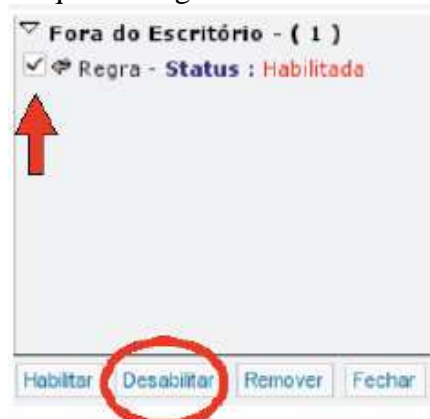 Fora do Escritório - ( 1 )
Regra - Status : Habilitada
Habilitar Desabilitar Remover Fechar